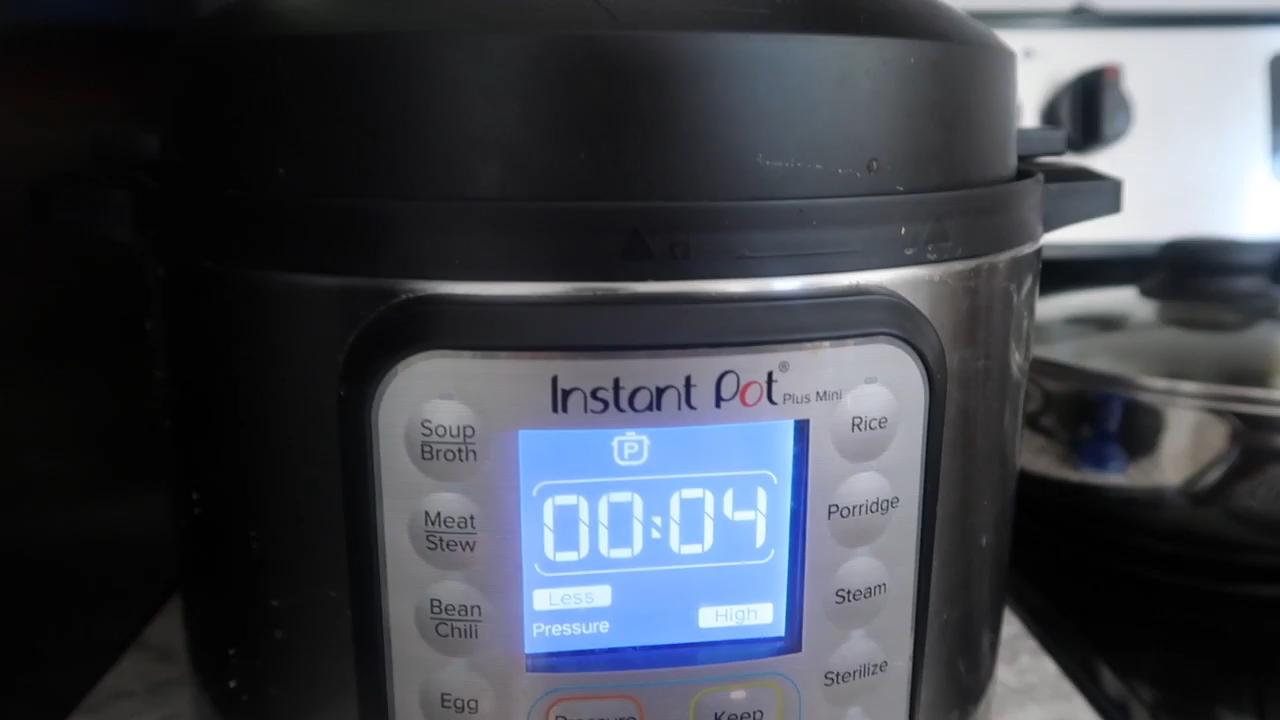 Instant Pot® Plus Mini
Soup
Broth
Meat
Stew
Bean
Chili
Egg
P
00:04
Less
High
Pressure
Rice
Porridge
Steam
Sterilize
Pressure
Keep